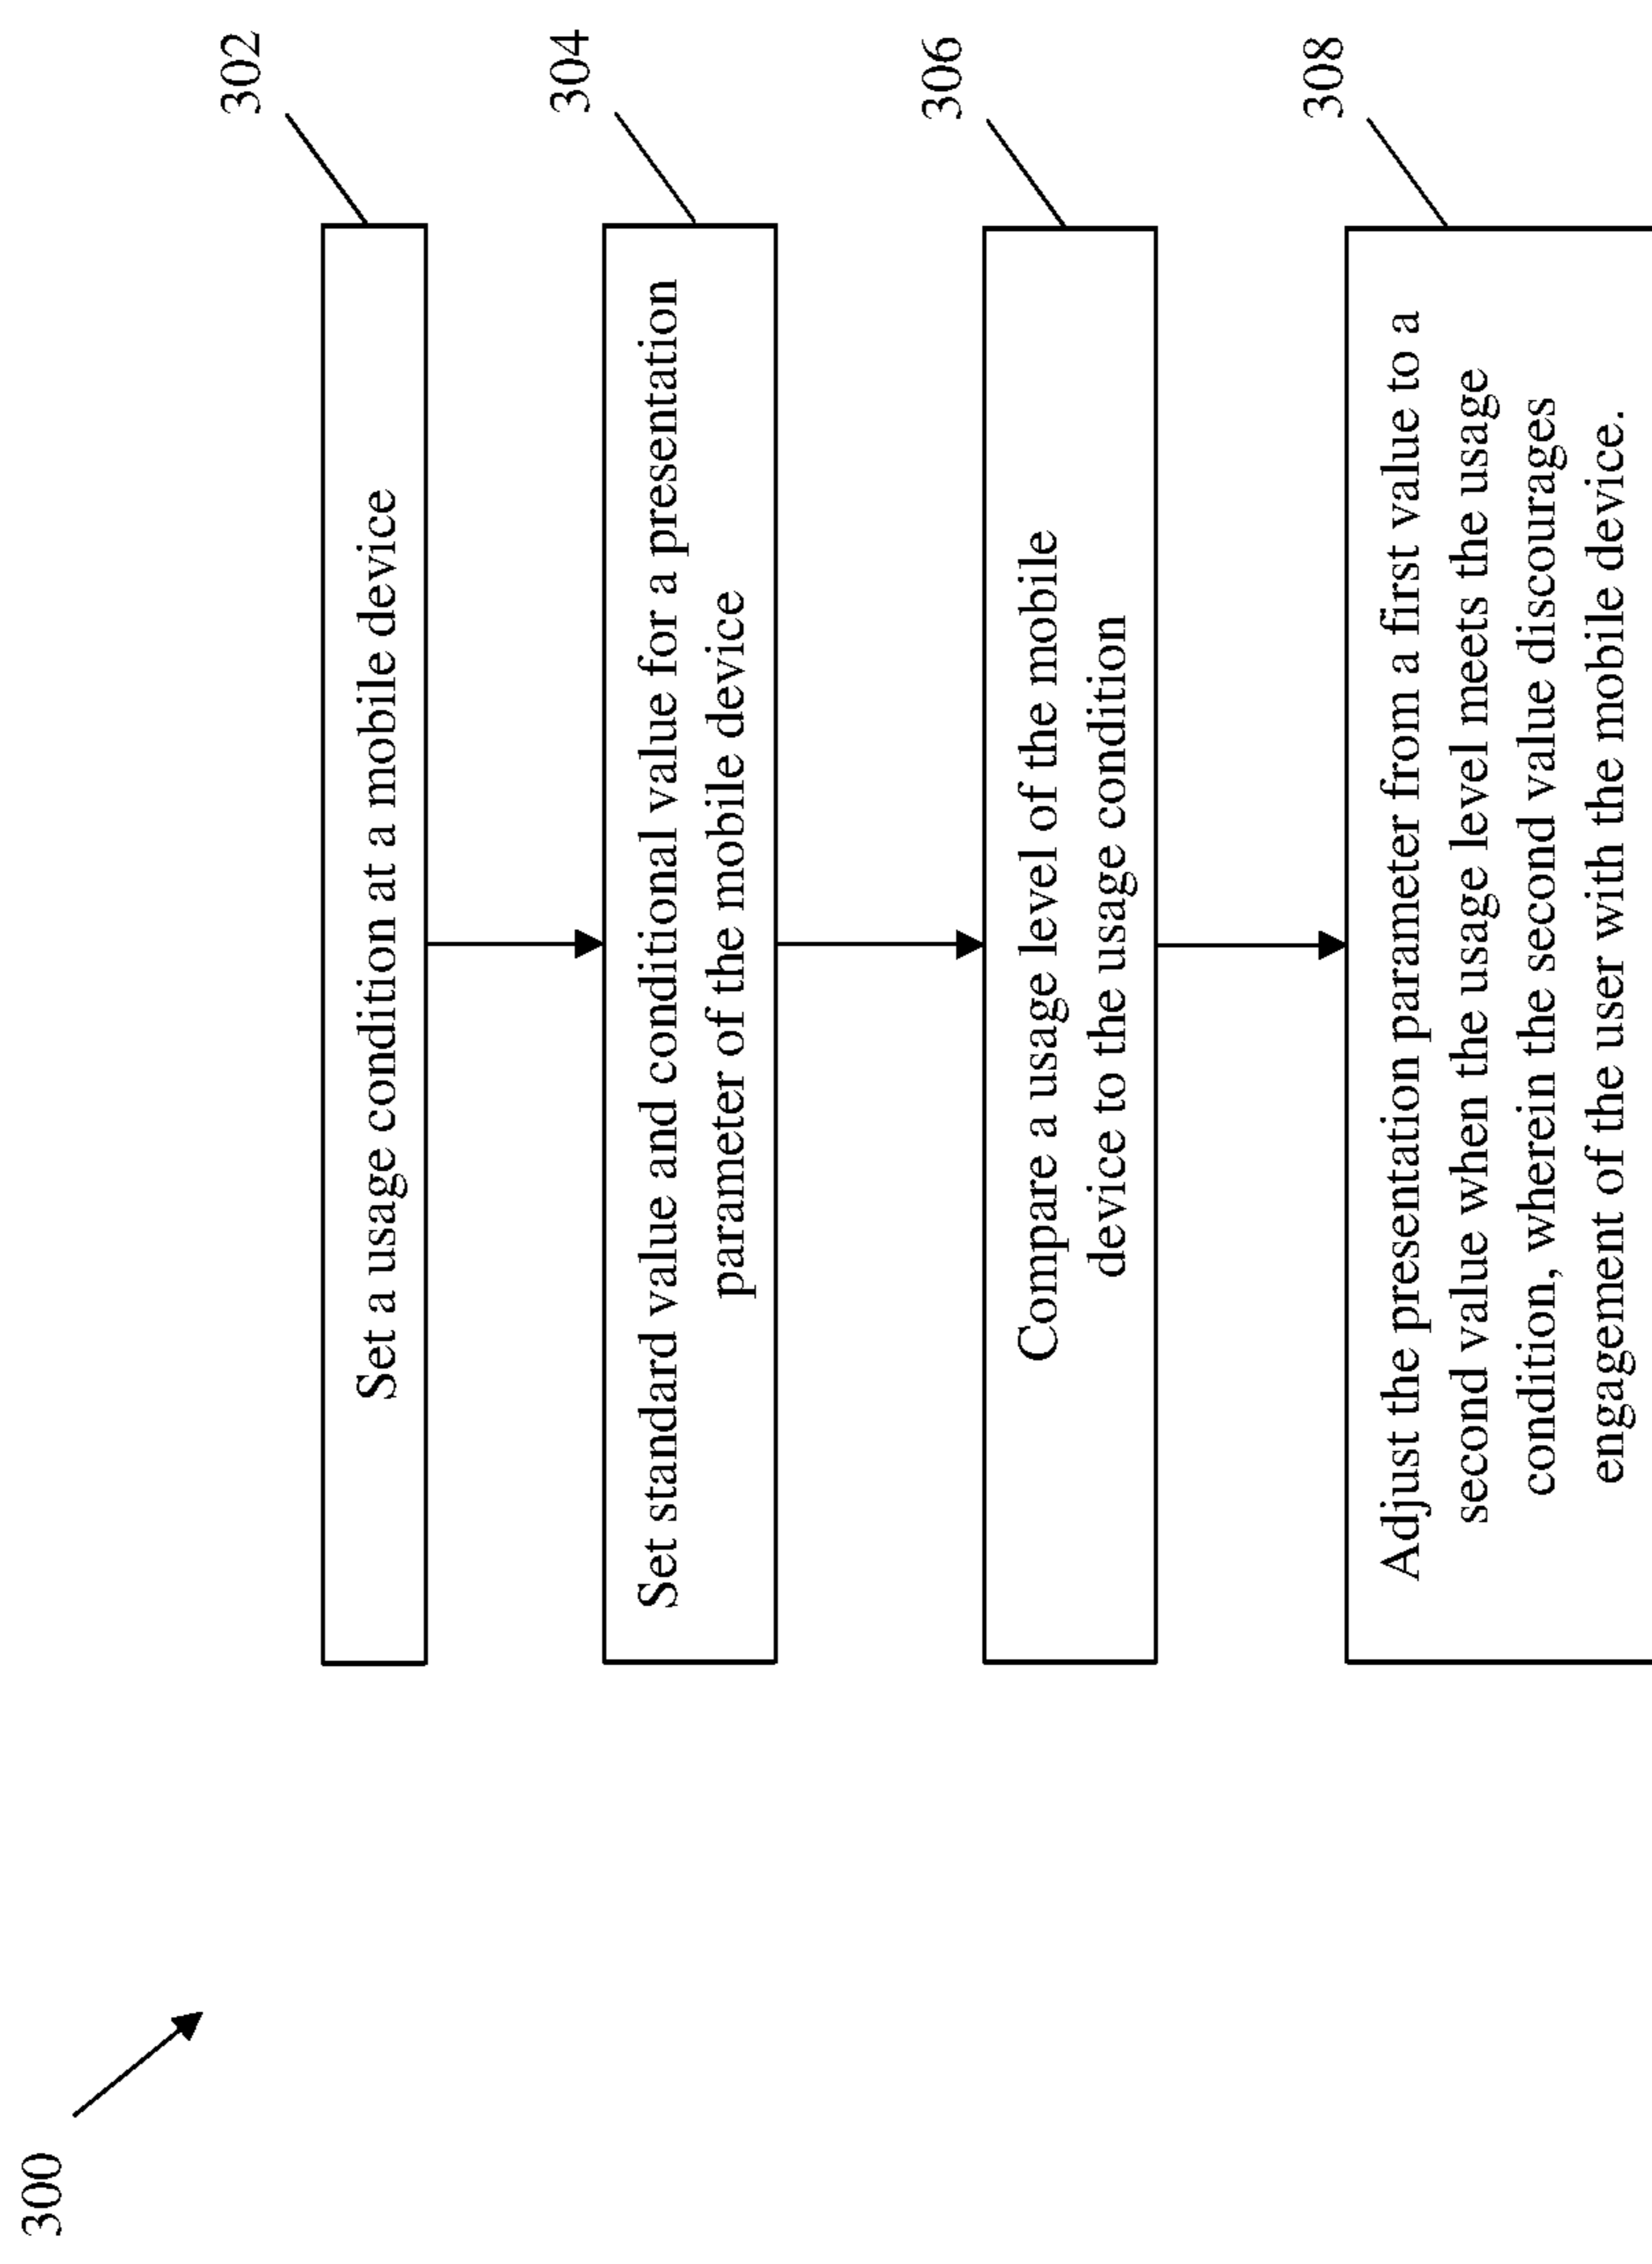 300
302
Set a usage condition at a mobile device
304
Set standard value and conditional value for a presentation
parameter of the mobile device
306
Compare a usage level of the mobile
device to the usage condition
308
Adjust the presentation parameter from a first value to a
second value when the usage level meets the usage
condition, wherein the second value discourages
engagement of the user with the mobile device.